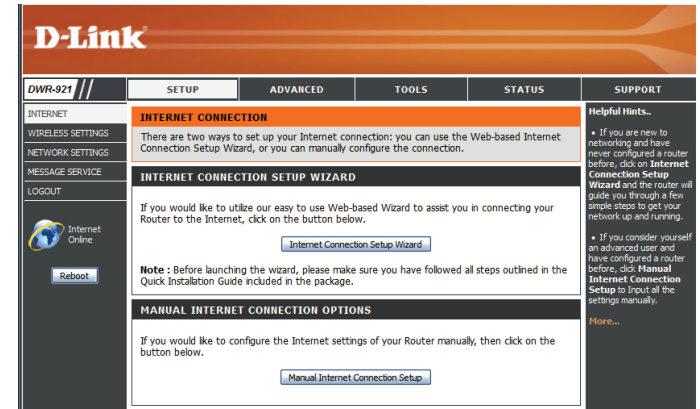 D-Link
DWR-921
SETUP
ADVANCED
TOOLS
STATUS
SUPPORT
INTERNET
WIRELESS SETTINGS
NETWORK SETTINGS
MESSAGE SERVICE
LOGOUT
Internet
Online
Reboot
INTERNET CONNECTION
There are two ways to set up your Internet connection: you can use the Web-based Internet
Connection Setup Wizard, or you can manually configure the connection.
INTERNET CONNECTION SETUP WIZARD
If you would like to utilize our easy to use Web-based Wizard to assist you in connecting your
Router to the Internet, click on the button below.
Internet Connection Setup Wizard
Note : Before launching the wizard, please make sure you have followed all steps outlined in the
Quick Installation Guide included in the package.
MANUAL INTERNET CONNECTION OPTIONS
If you would like to configure the Internet settings of your Router manually, then click on the
button below.
Manual Internet Connection Setup
Helpful Hints..
• If you are new to
networking and have
never configured a router
before, click on Internet
Connection Setup
Wizard and the router will
guide you through a few
simple steps to get your
network up and running.
• If you consider yourself
an advanced user and
have configured a router
before, click Manual
Internet Connection
Setup to Input all the
settings manually.
More...